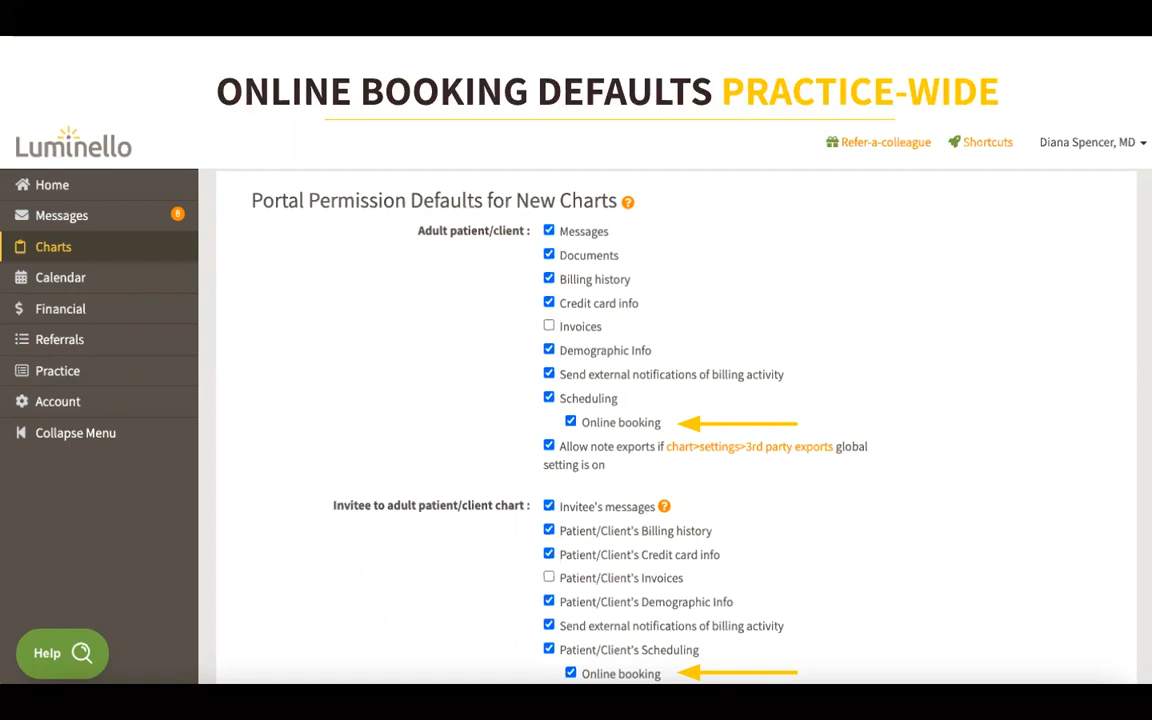 ONLINE BOOKING DEFAULTS PRACTICE-WIDE
Luminello
Refer-a-colleague
Shortcuts
Diana Spencer, MD
Home
Messages 8
Charts
Calendar
Financial
Referrals
Practice
Account
Collapse Menu
Help
Portal Permission Defaults for New Charts ?
Adult patient/client : Messages
Documents
Billing history
Credit card info
Invoices
Demographic Info
Send external notifications of billing activity
Scheduling
Online booking
Allow note exports if chart>settings>3rd party exports global
setting is on
Invitee to adult patient/client chart : Invitee's messages ?
Patient/Client's Billing history
Patient/Client's Credit card info
Patient/Client's Invoices
Patient/Client's Demographic Info
Send external notifications of billing activity
Patient/Client's Scheduling
Online booking